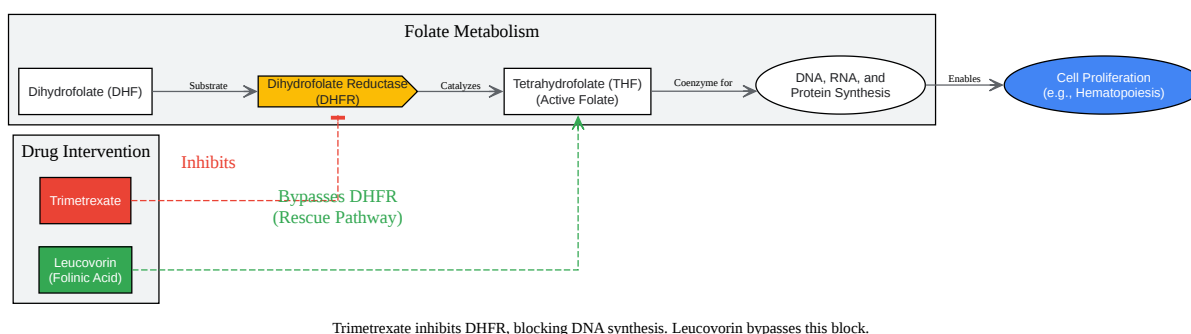 Folate Metabolism
Dihydrofolate (DHF)
Substrate
Dihydrofolate Reductase
(DHFR)
Catalyzes
Tetrahydrofolate (THF)
(Active Folate)
Coenzyme for
DNA, RNA, and
Protein Synthesis
Enables
Cell Proliferation
(e.g., Hematopoiesis)
Drug Intervention
Inhibits
Trimetrexate
Bypasses DHFR
(Rescue Pathway)
Leucovorin
(Folinic Acid)
Trimetrexate inhibits DHFR, blocking DNA synthesis. Leucovorin bypasses this block.